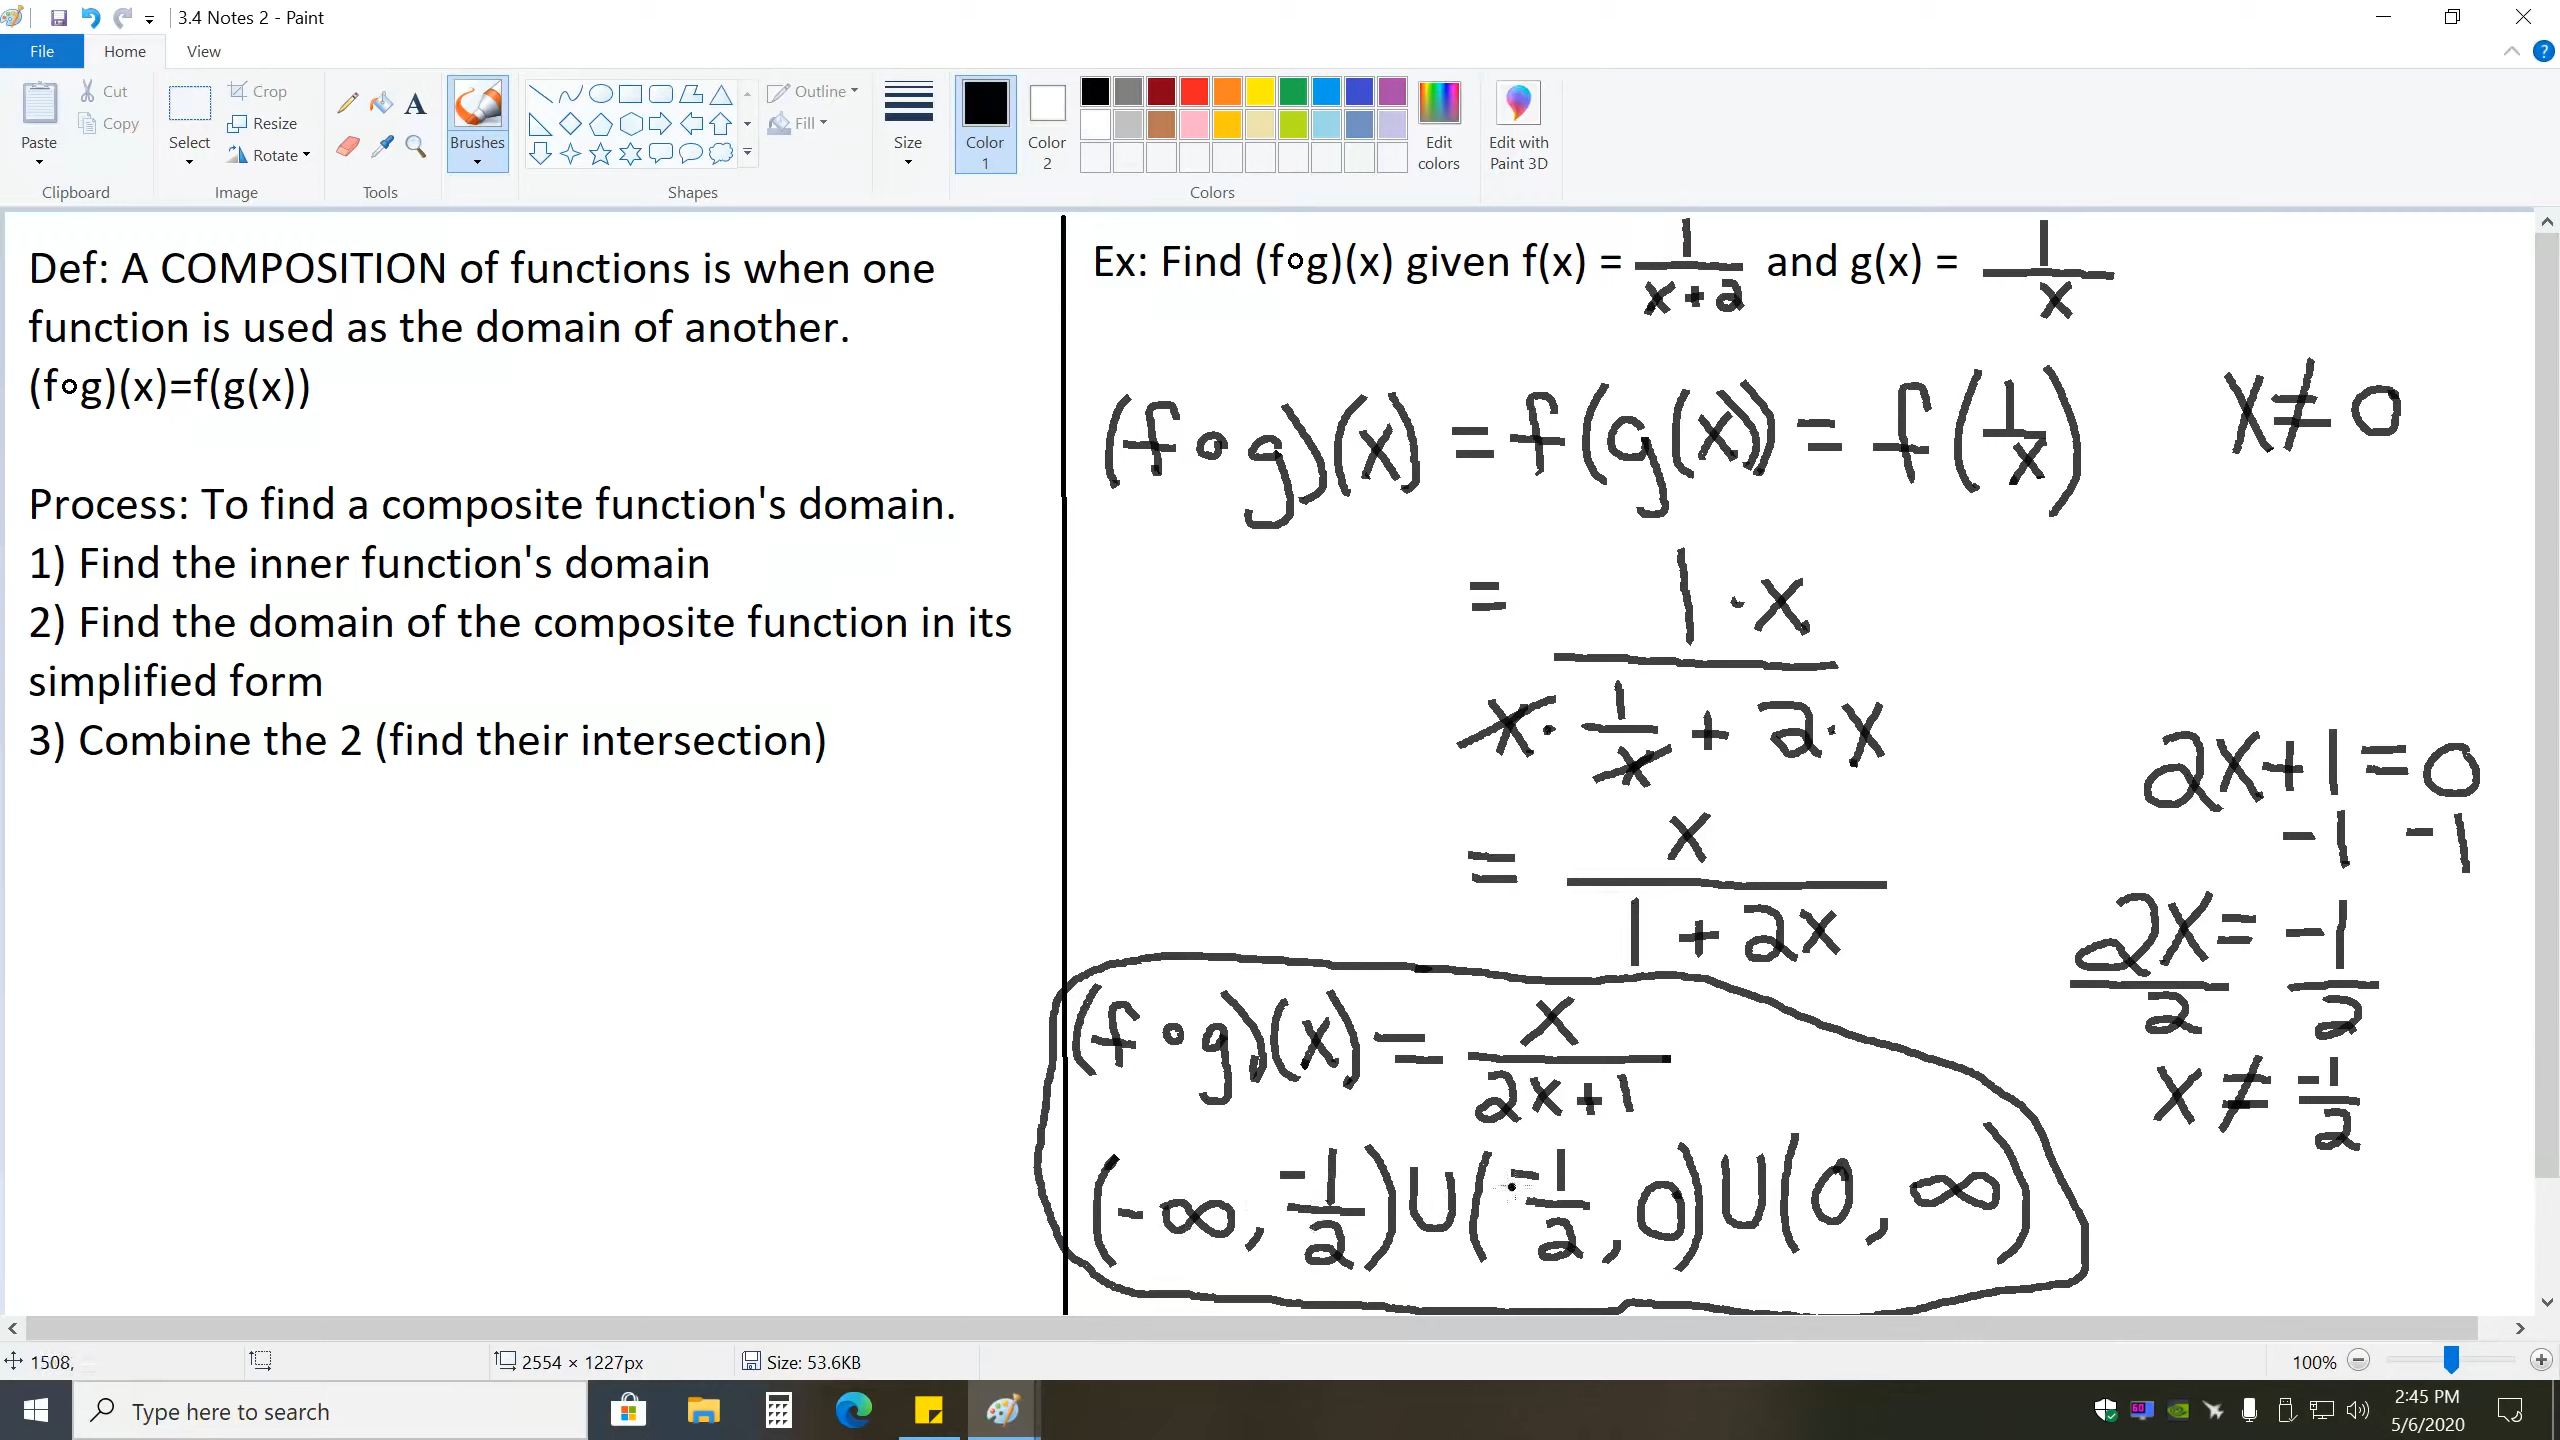 3.4 Notes 2 - Paint
File Home View
Paste Cut Copy Clipboard
Select Crop Resize Rotate Image
Tools
Brushes
Shapes
Outline Fill
Size
Color 1 Color 2 Edit colors Colors
Edit with Paint 3D
Def: A COMPOSITION of functions is when one
function is used as the domain of another.
(f∘g)(x)=f(g(x))
Process: To find a composite function's domain.
1) Find the inner function's domain
2) Find the domain of the composite function in its
simplified form
3) Combine the 2 (find their intersection)
Ex: Find (f∘g)(x) given f(x) = 1/(x+2) and g(x) = 1/x
(f∘g)(x) = f(g(x)) = f(1/x)
x ≠ 0
= (1·x)/(x·1/x + 2·x)
= x/(1+2x)
2x+1=0
-1 -1
2x/2 = -1/2
x ≠ -1/2
(f∘g)(x) = x/(2x+1)
(-∞, -1/2) U (-1/2, 0) U (0, ∞)
1508, 2554 × 1227px Size: 53.6KB 100%
Type here to search
60
2:45 PM
5/6/2020